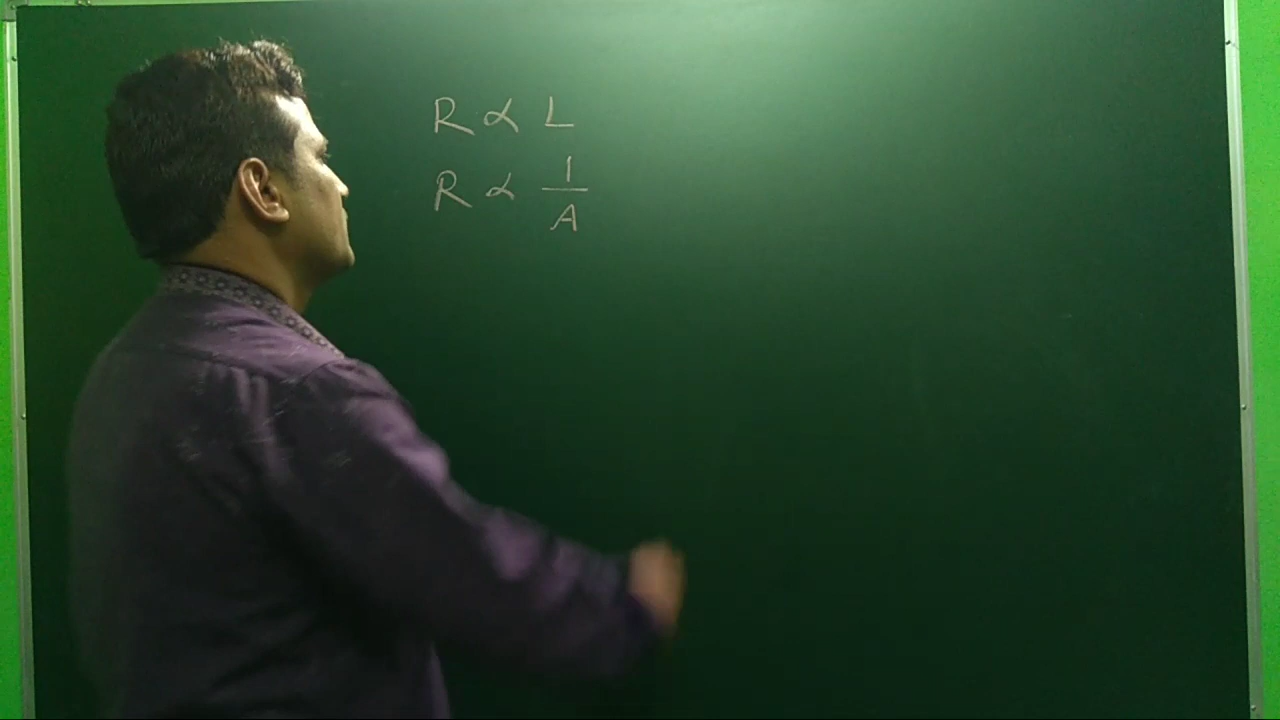 R ∝ L
R ∝ 1/A